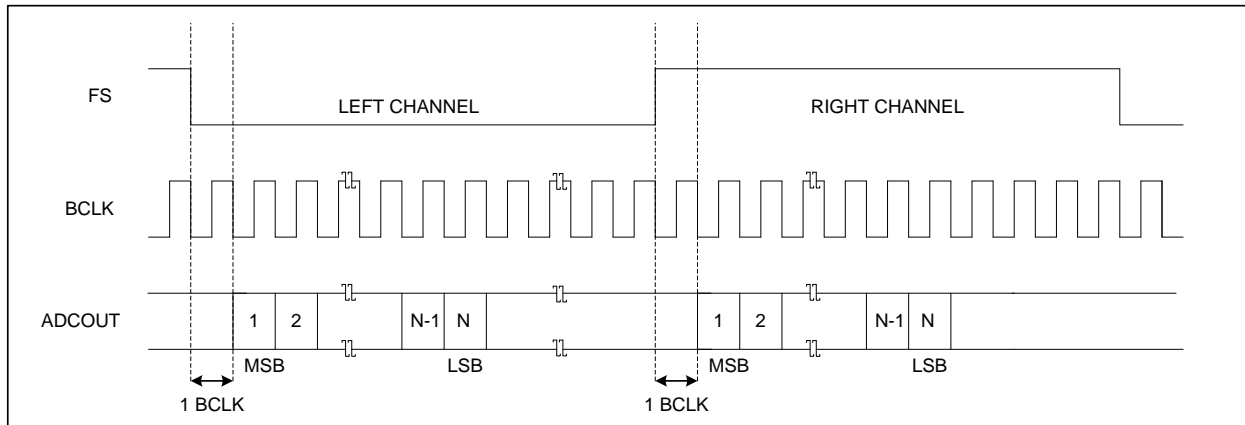 FS
LEFT CHANNEL
RIGHT CHANNEL
BCLK
ADCOUT
1 2 N-1 N 1 2 N-1 N
MSB LSB MSB LSB
1 BCLK 1 BCLK